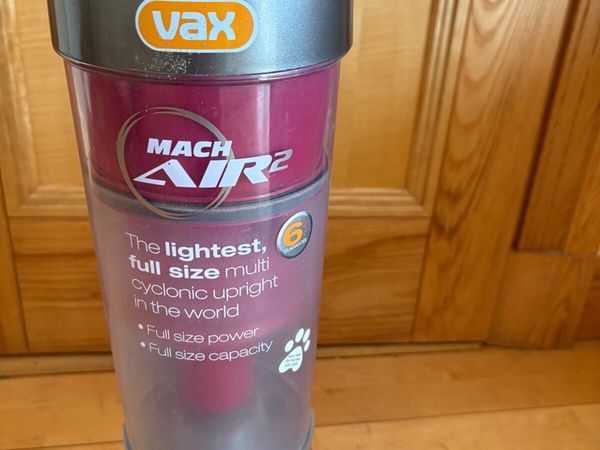 VAX
MACH
AIR2
The lightest,
full size multi
cyclonic upright
in the world
• Full size power
• Full size capacity
6
GUARANTEE